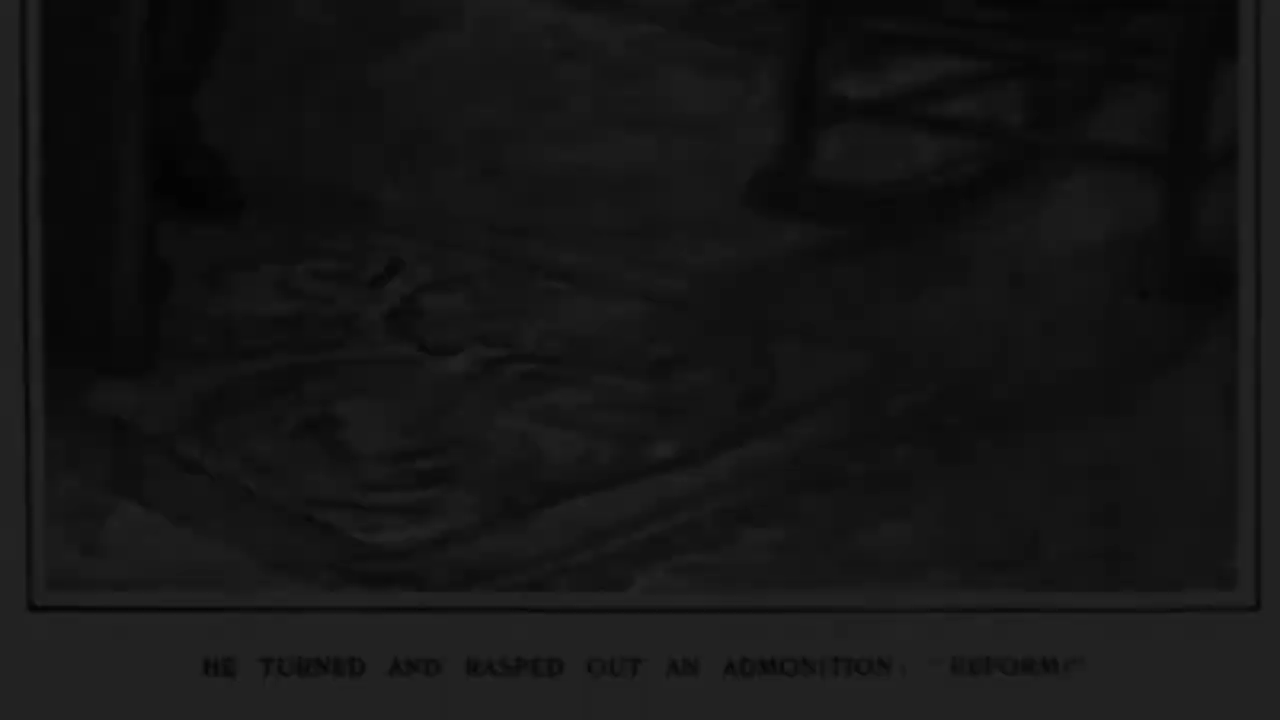 HE TURNED AND RASPED OUT AN ADMONITION: "REFORM!"